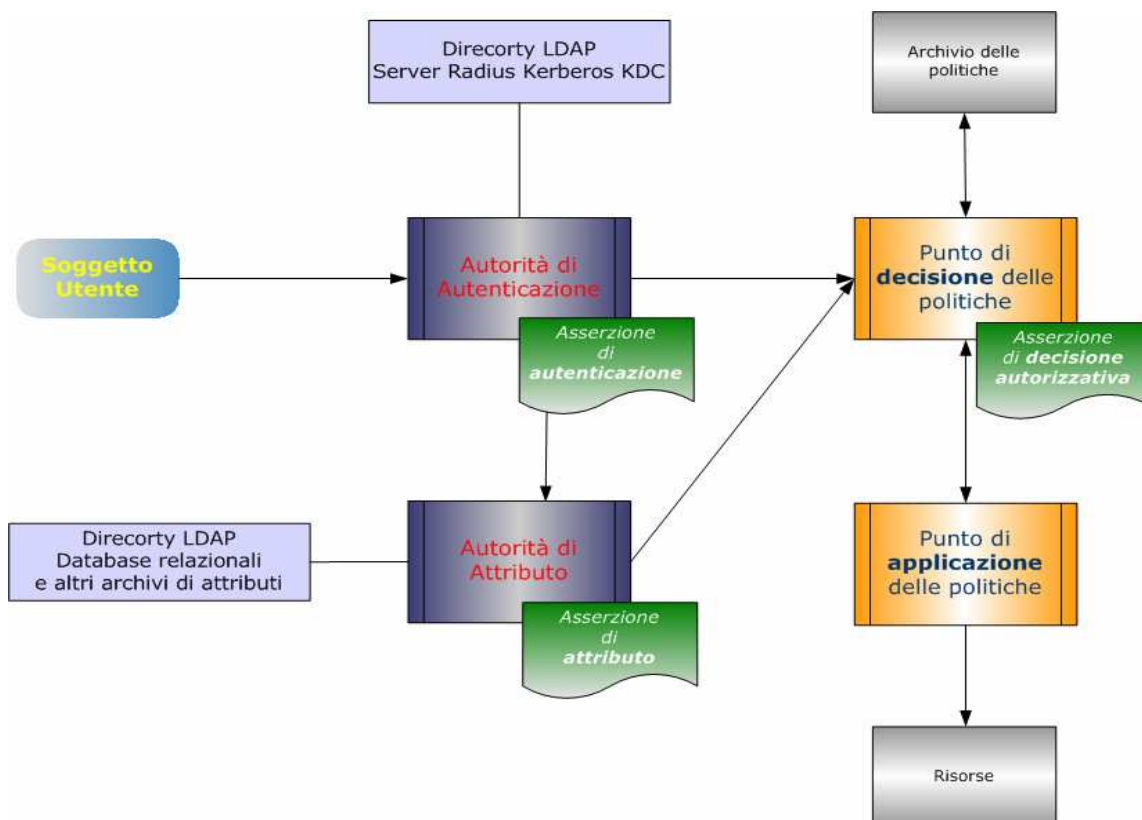 Direcorty LDAP
Server Radius Kerberos KDC
Archivio delle
politiche
Soggetto
Utente
Autorità di
Autenticazione
Asserzione
di
autenticazione
Punto di
decisione delle
politiche
Asserzione
di decisione
autorizzativa
Direcorty LDAP
Database relazionali
e altri archivi di attributi
Autorità di
Attributo
Asserzione
di
attributo
Punto di
applicazione
delle politiche
Risorse